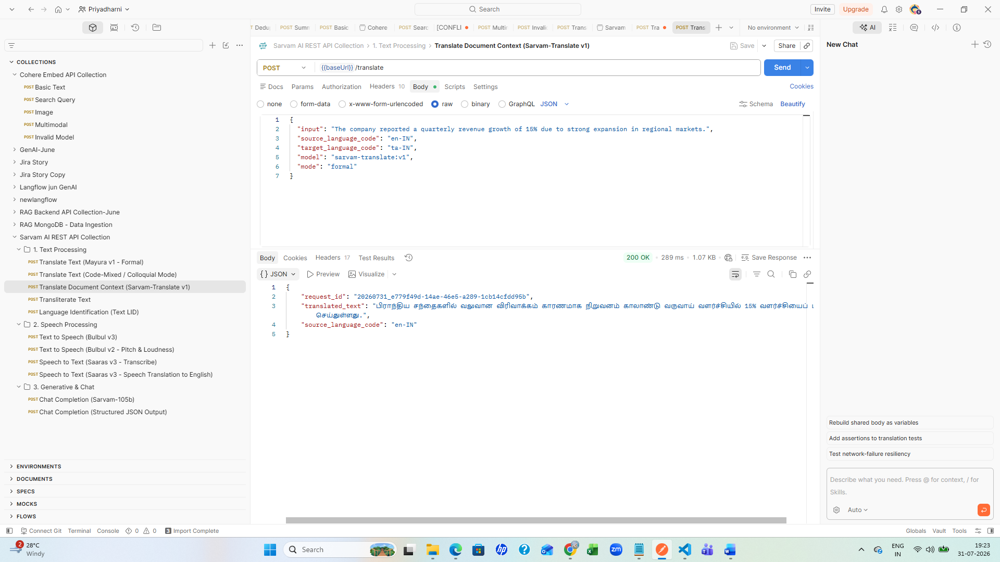 Priyadharni
Search
Invite
Upgrade
POST Summ
POST Basic
Cohere
POST Searc
[CONFLI
POST Multir
POST Invali
POST Trans
Sarvam
POST Tra
POST Trans
No environment
AI
Sarvam AI REST API Collection > 1. Text Processing > Translate Document Context (Sarvam-Translate v1)
Save
Share
New Chat
COLLECTIONS
Cohere Embed API Collection
POST Basic Text
POST Search Query
POST Image
POST Multimodal
POST Invalid Model
GenAI-June
Jira Story
Jira Story Copy
Langflow jun GenAI
newlangflow
RAG Backend API Collection-June
RAG MongoDB - Data Ingestion
Sarvam AI REST API Collection
1. Text Processing
POST Translate Text (Mayura v1 - Formal)
POST Translate Text (Code-Mixed / Colloquial Mode)
POST Translate Document Context (Sarvam-Translate v1)
POST Transliterate Text
POST Language Identification (Text LID)
2. Speech Processing
POST Text to Speech (Bulbul v3)
POST Text to Speech (Bulbul v2 - Pitch & Loudness)
POST Speech to Text (Saaras v3 - Transcribe)
POST Speech to Text (Saaras v3 - Speech Translation to English)
3. Generative & Chat
POST Chat Completion (Sarvam-105b)
POST Chat Completion (Structured JSON Output)
ENVIRONMENTS
DOCUMENTS
SPECS
MOCKS
FLOWS
POST {{baseUrl}} /translate
Send
Docs Params Authorization Headers 10 Body Scripts Settings
Cookies
none form-data x-www-form-urlencoded raw binary GraphQL JSON
Schema Beautify
1 {
2 "input": "The company reported a quarterly revenue growth of 15% due to strong expansion in regional markets.",
3 "source_language_code": "en-IN",
4 "target_language_code": "ta-IN",
5 "model": "sarvam-translate:v1",
6 "mode": "formal"
7 }
Body Cookies Headers 17 Test Results
200 OK • 289 ms • 1.07 KB
e.g. Save Response
{} JSON Preview Visualize
1 {
2 "request_id": "20260731_e779f49d-14ae-46e5-a289-1cb14cfdd95b",
3 "translated_text": "பிராந்திய சந்தைகளில் வலுவான விரிவாக்கம் காரணமாக நிறுவனம் காலாண்டு வருவாய் வளர்ச்சியில் 15% வளர்ச்சியைப்
செய்துள்ளது.",
4 "source_language_code": "en-IN"
5 }
Rebuild shared body as variables
Add assertions to translation tests
Test network-failure resiliency
Describe what you need. Press @ for context, / for
Skills.
Auto
Connect Git Terminal Console 0 0 3 Import Complete
Globals Vault Tools
2
28°C
Windy
Search
ENG
IN
19:23
31-07-2026